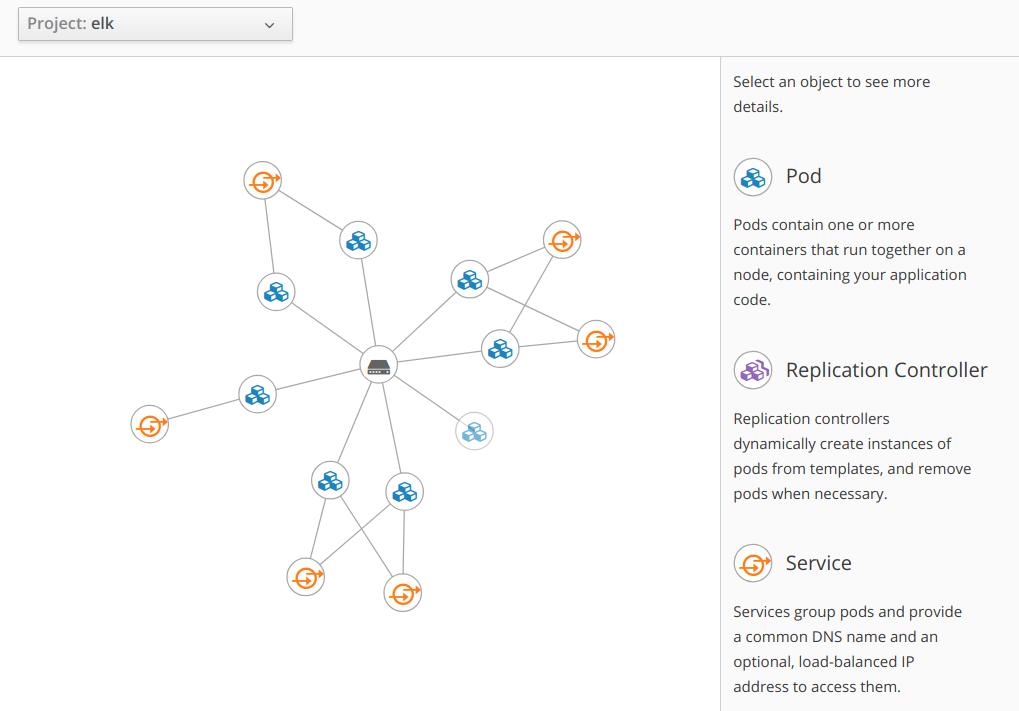 Project: elk
Select an object to see more
details.
Pod
Pods contain one or more
containers that run together on a
node, containing your application
code.
Replication Controller
Replication controllers
dynamically create instances of
pods from templates, and remove
pods when necessary.
Service
Services group pods and provide
a common DNS name and an
optional, load-balanced IP
address to access them.